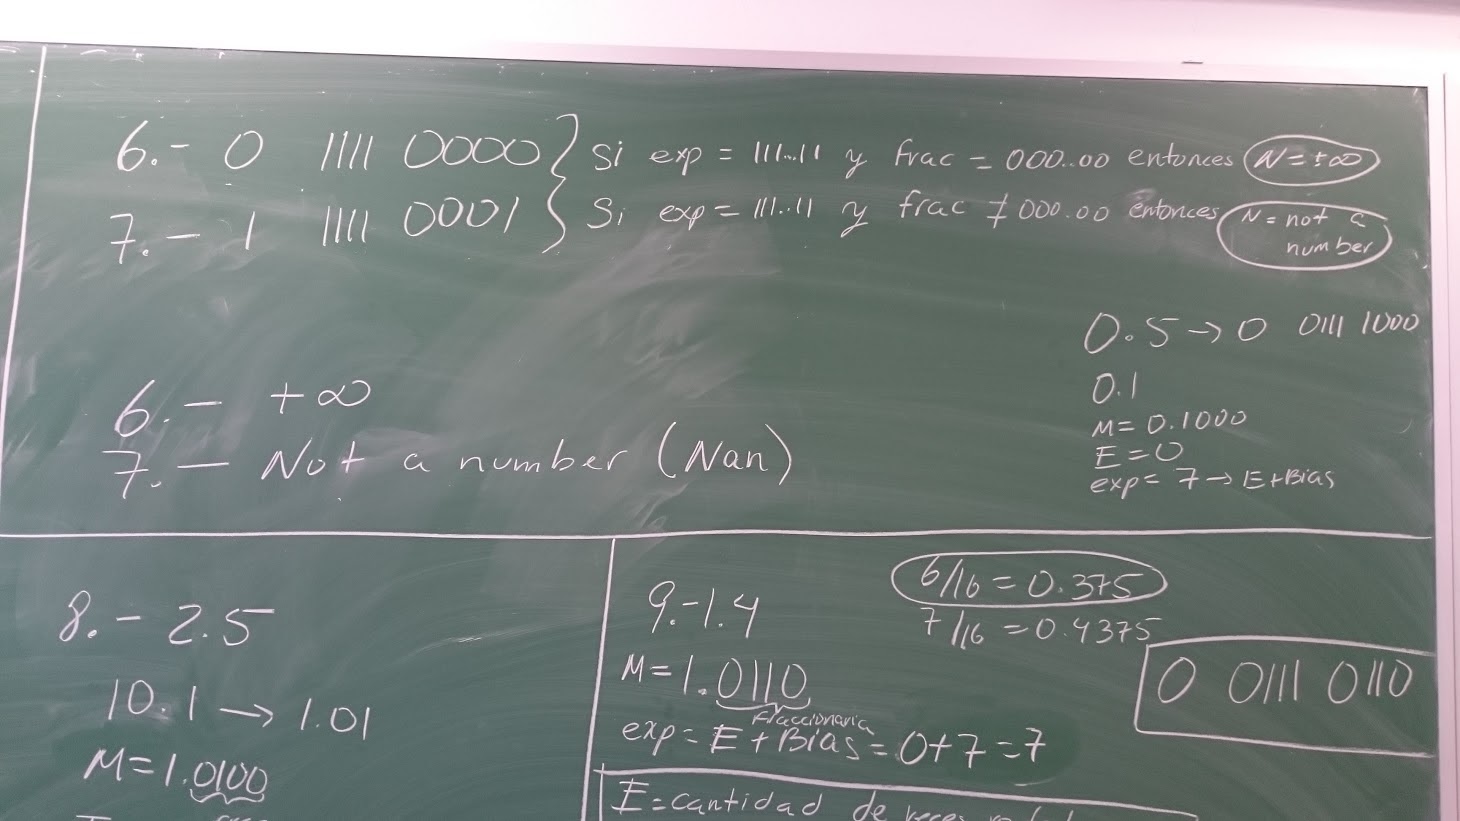 6.- 0 1111 0000 } Si exp = 111...11 y frac = 000..00 entonces N=+∞
7.- 1 1111 0001 } Si exp = 111..11 y frac ≠ 000.00 entonces N = not a number
0.5 → 0 0111 1000
0.1
M= 0.1000
E=0
exp= 7 → E+Bias
6.- +∞
7.- Not a number (Nan)
8.- 2.5
10.1 → 1.01
M=1.0100
9.-1.4
6/16 = 0.375
7/16 = 0.4375
M=1.0110
Fraccionaria
exp= E+Bias=0+7=7
0 0111 0110
E=cantidad de veces